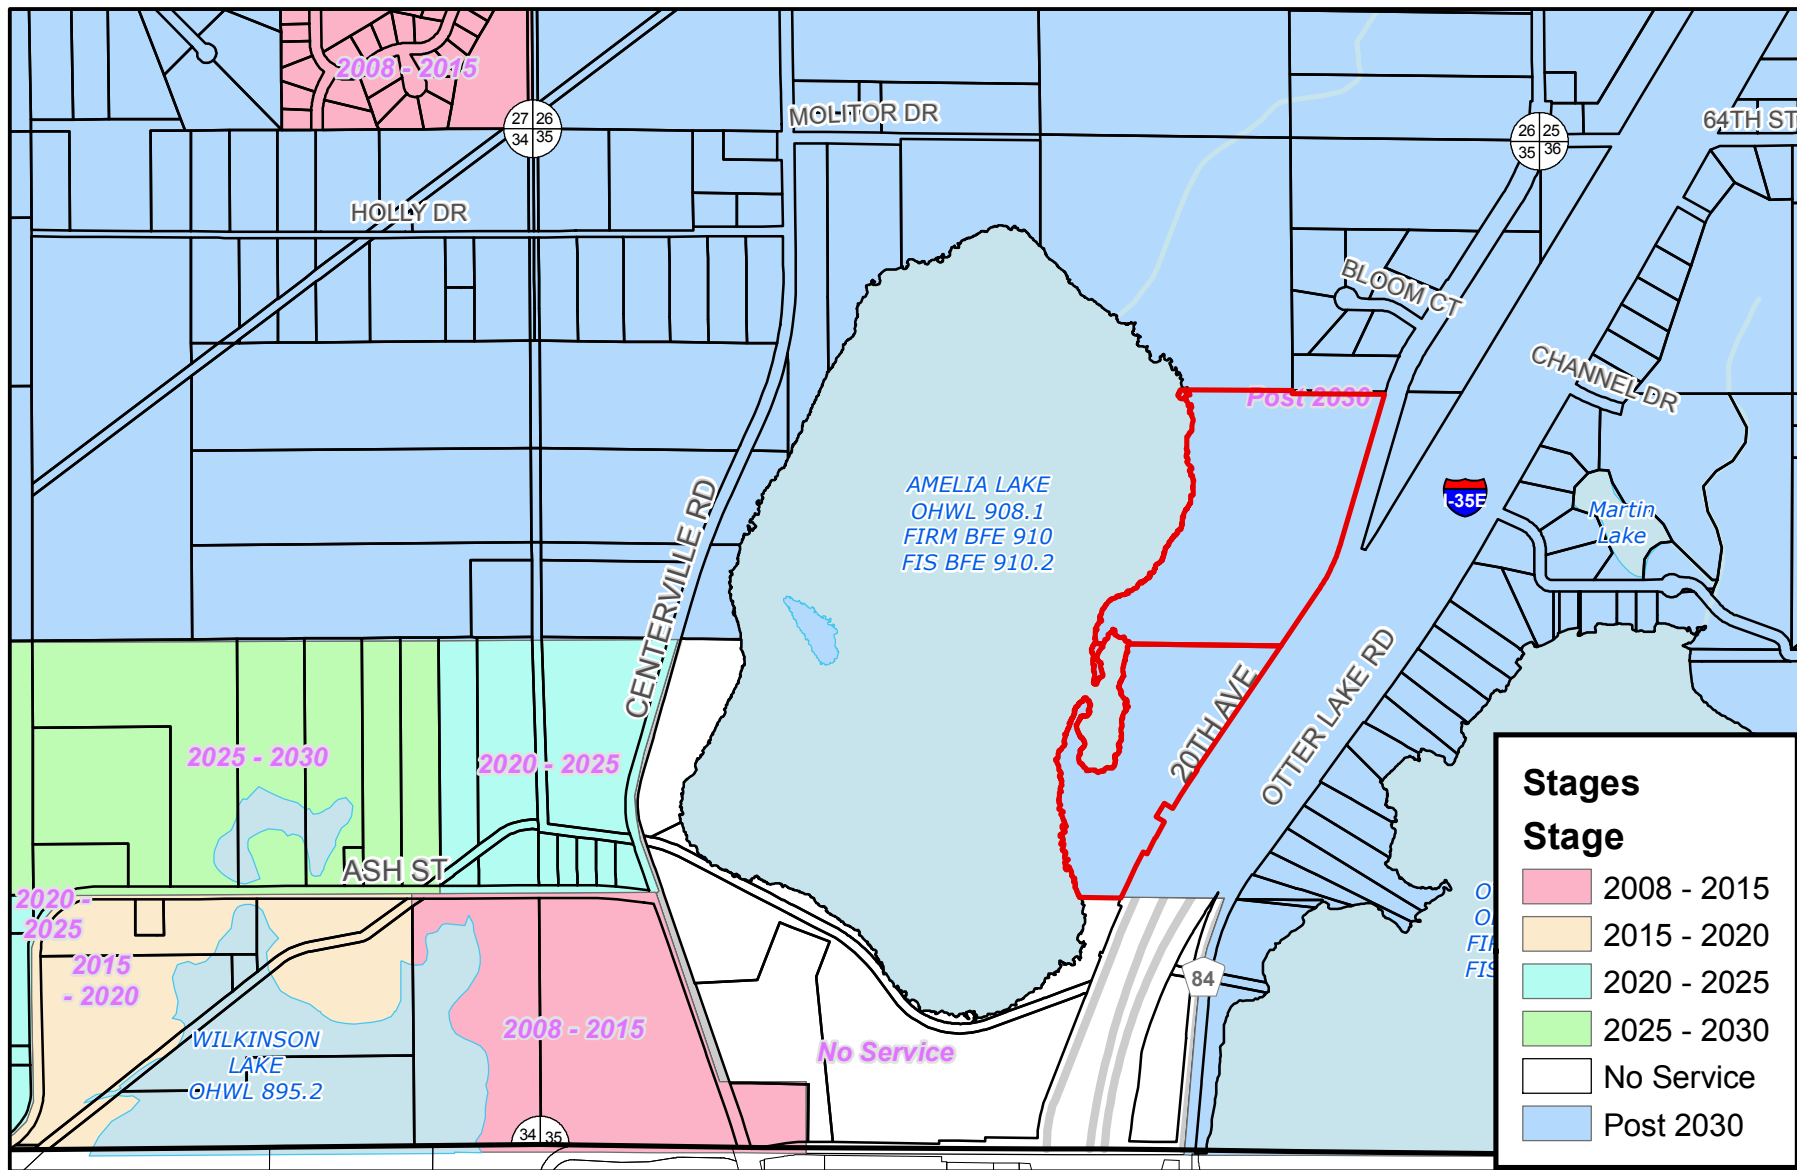 2008 - 2015
27 26
34 35
MOLITOR DR
26 25
35 36
64TH ST
HOLLY DR
BLOOM CT
CHANNEL DR
Post 2030
AMELIA LAKE
OHWL 908.1
FIRM BFE 910
FIS BFE 910.2
I-35E
Martin
Lake
CENTERVILLE RD
20TH AVE
OTTER LAKE RD
2025 - 2030
2020 - 2025
ASH ST
2020 -
2025
2015
- 2020
WILKINSON
LAKE
OHWL 895.2
2008 - 2015
No Service
84
34 35
Stages
Stage
2008 - 2015
2015 - 2020
2020 - 2025
2025 - 2030
No Service
Post 2030